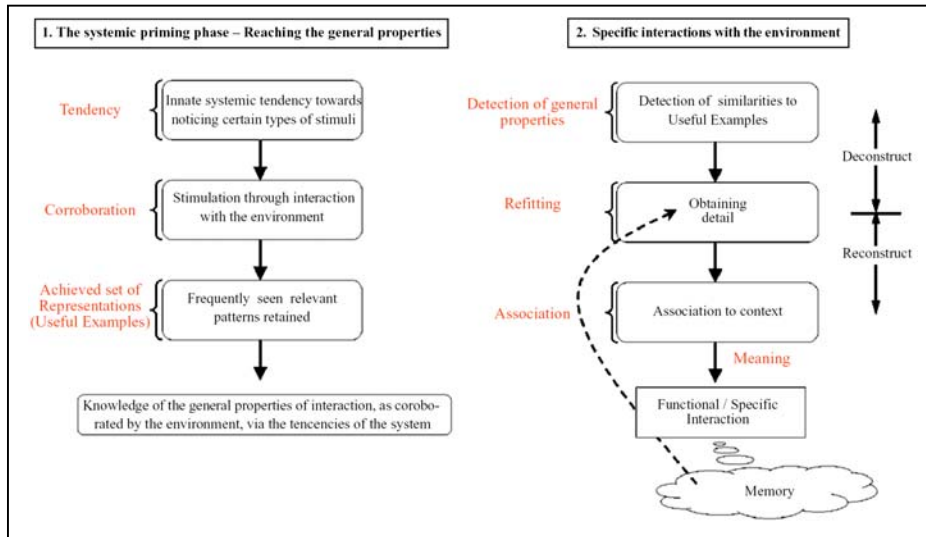 1. The systemic priming phase – Reaching the general properties
Tendency
Innate systemic tendency towards
noticing certain types of stimuli
Corroboration
Stimulation through interaction
with the environment
Achieved set of
Representations
(Useful Examples)
Frequently seen relevant
patterns retained
Knowledge of the general properties of interaction, as corobo-
rated by the environment, via the tencencies of the system
2. Specific interactions with the environment
Detection of general
properties
Detection of similarities to
Useful Examples
Deconstruct
Refitting
Obtaining
detail
Reconstruct
Association
Association to context
Meaning
Functional / Specific
Interaction
Memory